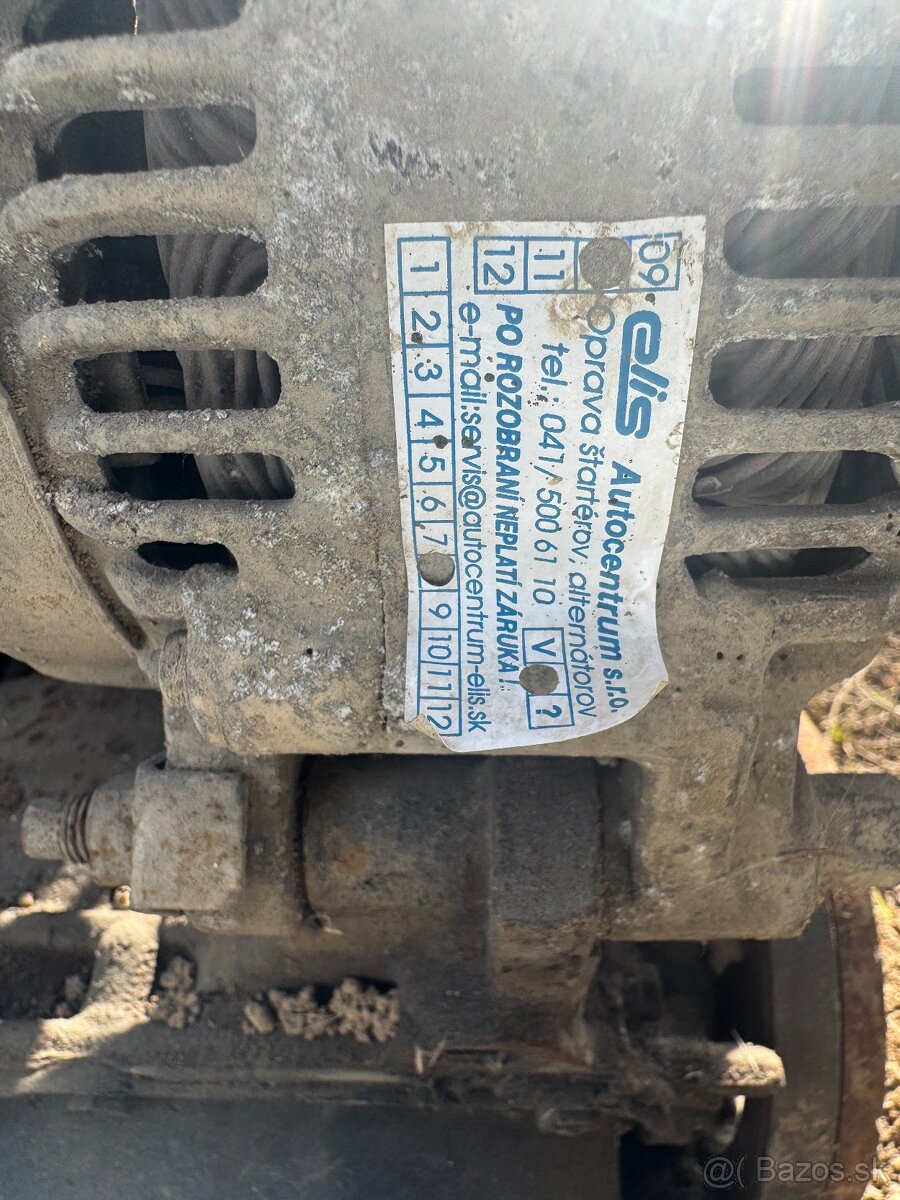 09 11 12
elis Autocentrum s.r.o.
Oprava štartérov, alternátorov
tel.: 041/ 500 61 10 V ?
PO ROZOBRANÍ NEPLATÍ ZÁRUKA !
e-mail:servis@autocentrum-elis.sk
1 2 3 4 5 6 7 9 10 11 12
@( Bazos.sk